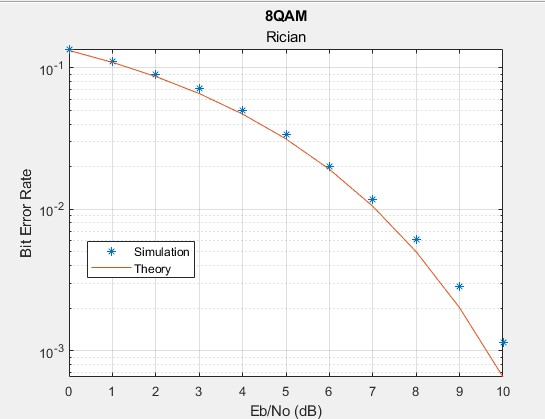 8QAM
Rician
10-1
10-2
10-3
Bit Error Rate
Simulation
Theory
0 1 2 3 4 5 6 7 8 9 10
Eb/No (dB)